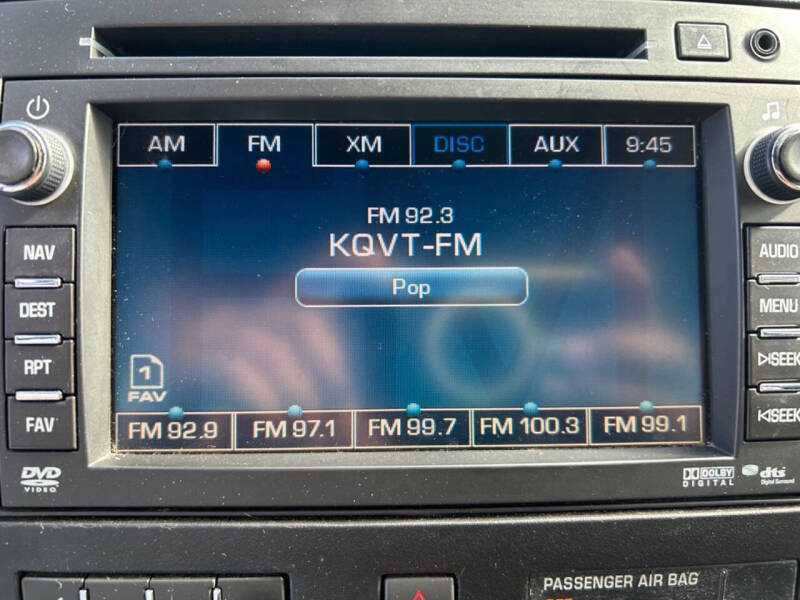 AM FM XM DISC AUX 9:45
FM 92.3
KQVT-FM
Pop
1
FAV
FM 92.9 FM 97.1 FM 99.7 FM 100.3 FM 99.1
NAV
DEST
RPT
FAV
AUDIO
MENU
SEEK
SEEK
DVD
VIDEO
DOLBY
DIGITAL
dts
Digital Surround
PASSENGER AIR BAG